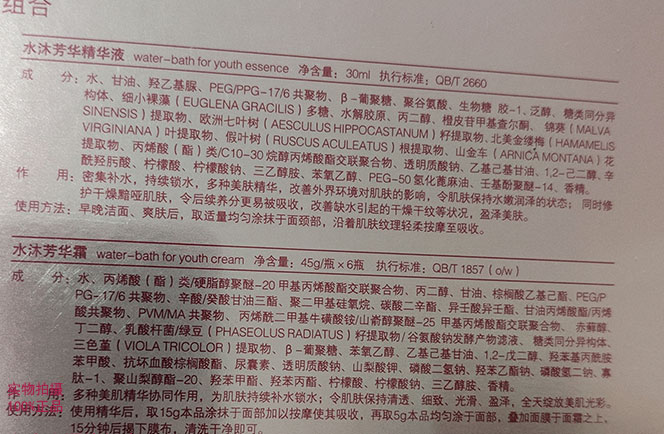 组合
水沐芳华精华液 water-bath for youth essence 净含量：30ml 执行标准：QB/T 2660
成 分：水、甘油、羟乙基脲、PEG/PPG-17/6 共聚物、β-葡聚糖、聚谷氨酸、生物糖 胶-1、泛醇、糖类同分异
构体、细小裸藻（EUGLENA GRACILIS）多糖、水解胶原、丙二醇、橙皮苷甲基查尔酮、锦葵（MALVA
SINENSIS）提取物、欧洲七叶树（AESCULUS HIPPOCASTANUM）籽提取物、北美金缕梅（HAMAMELIS
VIRGINIANA）叶提取物、假叶树（RUSCUS ACULEATUS）根提取物、山金车（ARNICA MONTANA）花
提取物、丙烯酸（酯）类/C10-30 烷醇丙烯酸酯交联聚合物、透明质酸钠、乙基己基甘油、1,2-己二醇、辛
酰羟肟酸、柠檬酸、柠檬酸钠、三乙醇胺、苯氧乙醇、PEG-50 氢化蓖麻油、壬基酚聚醚-14、香精。
作 用：密集补水，持续锁水，多种美肤精华，改善外界环境对肌肤的影响，令肌肤保持水嫩润泽的状态；同时修
护干燥黯哑肌肤，令后续养分更易被吸收，改善缺水引起的干燥干纹等状况，盈泽美肤。
使用方法：早晚洁面、爽肤后，取适量均匀涂抹于面颈部，沿着肌肤纹理轻柔按摩至吸收。
水沐芳华霜 water-bath for youth cream 净含量：45g/瓶×6瓶 执行标准：QB/T 1857（o/w）
成 分：水、丙烯酸（酯）类/硬脂醇聚醚-20 甲基丙烯酸酯交联聚合物、丙二醇、甘油、棕榈酸乙基己酯、PEG/P
PG-17/6 共聚物、辛酸/癸酸甘油三酯、聚二甲基硅氧烷、碳酸二辛酯、异壬酸异壬酯、甘油丙烯酸酯/丙烯
酸共聚物、PVM/MA 共聚物、丙烯酰二甲基牛磺酸铵/山嵛醇聚醚-25 甲基丙烯酸酯交联聚合物、赤藓醇、
丁二醇、乳酸杆菌/绿豆（PHASEOLUS RADIATUS）籽提取物/谷氨酸钠发酵产物滤液、糖类同分异构体、
三色堇（VIOLA TRICOLOR）提取物、β-葡聚糖、苯氧乙醇、乙基己基甘油、1,2-戊二醇、羟苯基丙酰胺
苯甲酸、抗坏血酸棕榈酸酯、尿囊素、透明质酸钠、山梨酸钾、磷酸二氢钠、羟苯乙酯钠、磷酸氢二钠、寡
肽-1、聚山梨醇酯-20、羟苯甲酯、羟苯丙酯、柠檬酸、柠檬酸钠、三乙醇胺、香精。
作 用：多种美肌精华协同作用，为肌肤持续补水锁水；令肌肤保持清透、细致、光滑、盈泽，全天绽放美肌光彩。
使用方法：使用精华后，取15g本品涂抹于面部加以按摩使其吸收，再取5g本品均匀涂于面部，叠加面膜于面霜之上，
15分钟后揭下膜布，清洗干净即可。
实物拍摄
100%正品